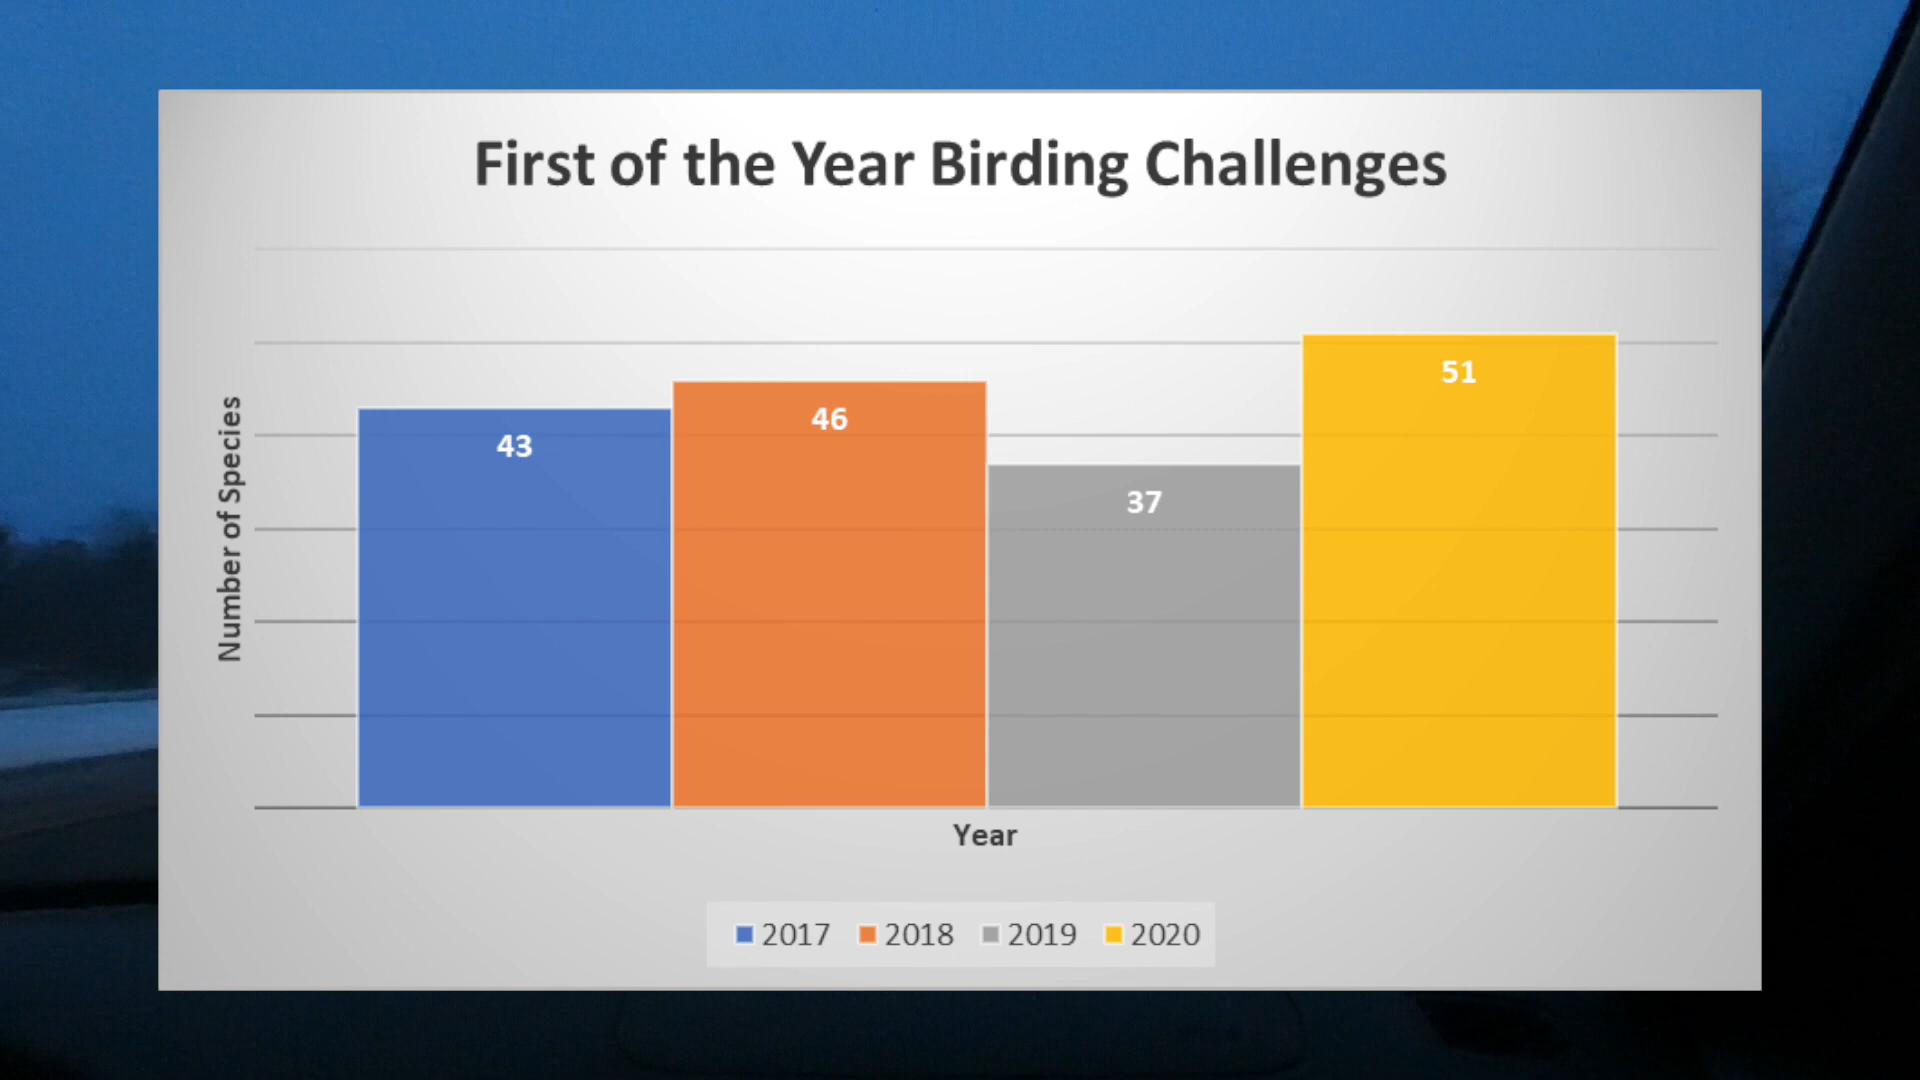 First of the Year Birding Challenges
Number of Species
43
46
37
51
Year
2017 2018 2019 2020